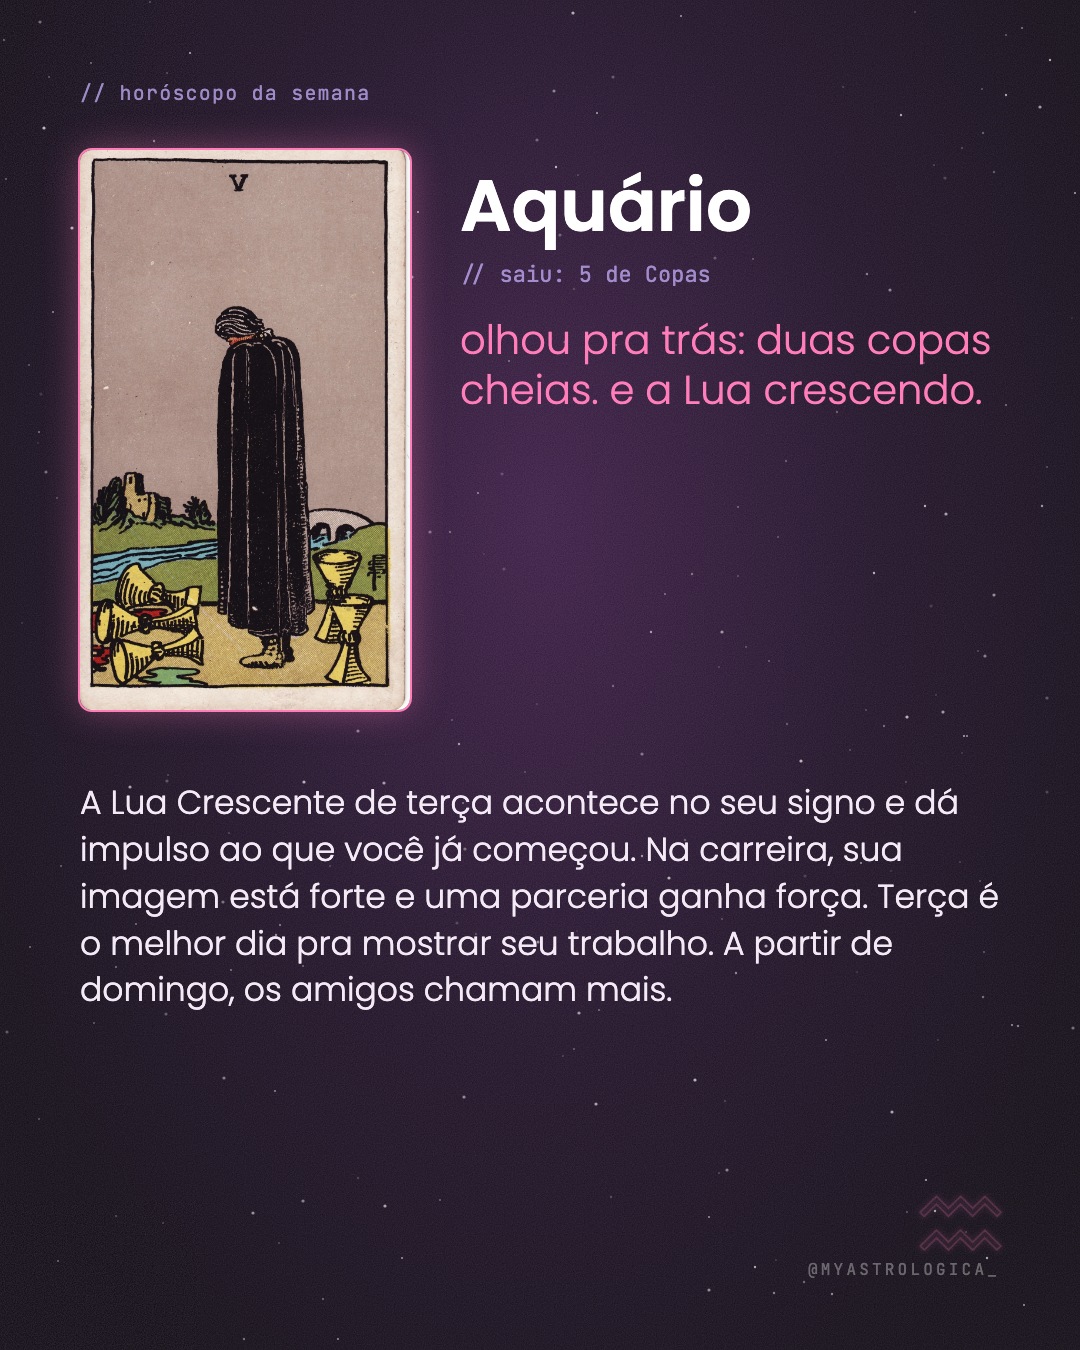 // horóscopo da semana
V
Aquário
// saiu: 5 de Copas
olhou pra trás: duas copas
cheias. e a Lua crescendo.
A Lua Crescente de terça acontece no seu signo e dá
impulso ao que você já começou. Na carreira, sua
imagem está forte e uma parceria ganha força. Terça é
o melhor dia pra mostrar seu trabalho. A partir de
domingo, os amigos chamam mais.
@MYASTROLOGICA_